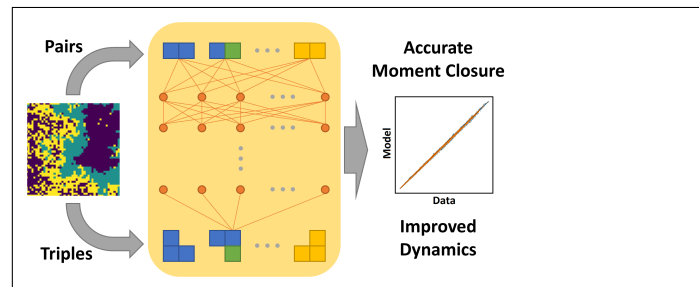 Pairs
Triples
Accurate
Moment Closure
Model
Data
Improved
Dynamics